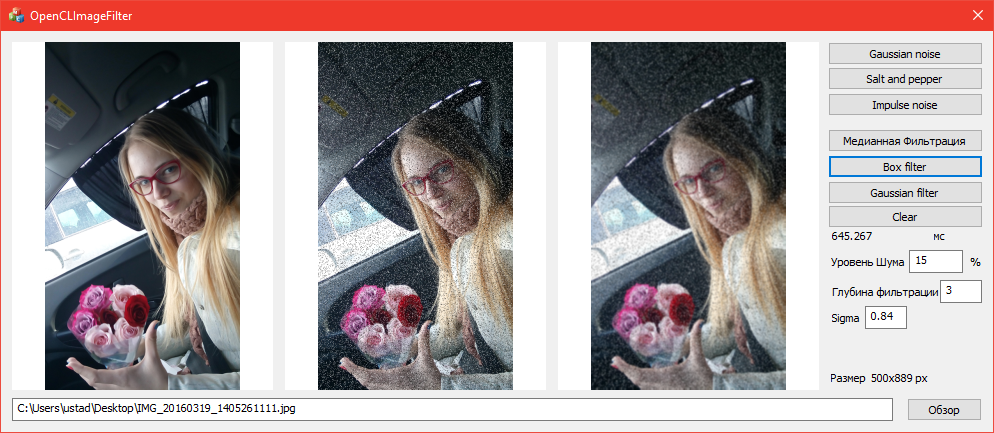 OpenCLImageFilter
Gaussian noise
Salt and pepper
Impulse noise
Медианная Фильтрация
Box filter
Gaussian filter
Clear
645.267 мс
Уровень Шума 15 %
Глубина фильтрации 3
Sigma 0.84
Размер 500x889 px
C:\Users\ustad\Desktop\IMG_20160319_1405261111.jpg
Обзор